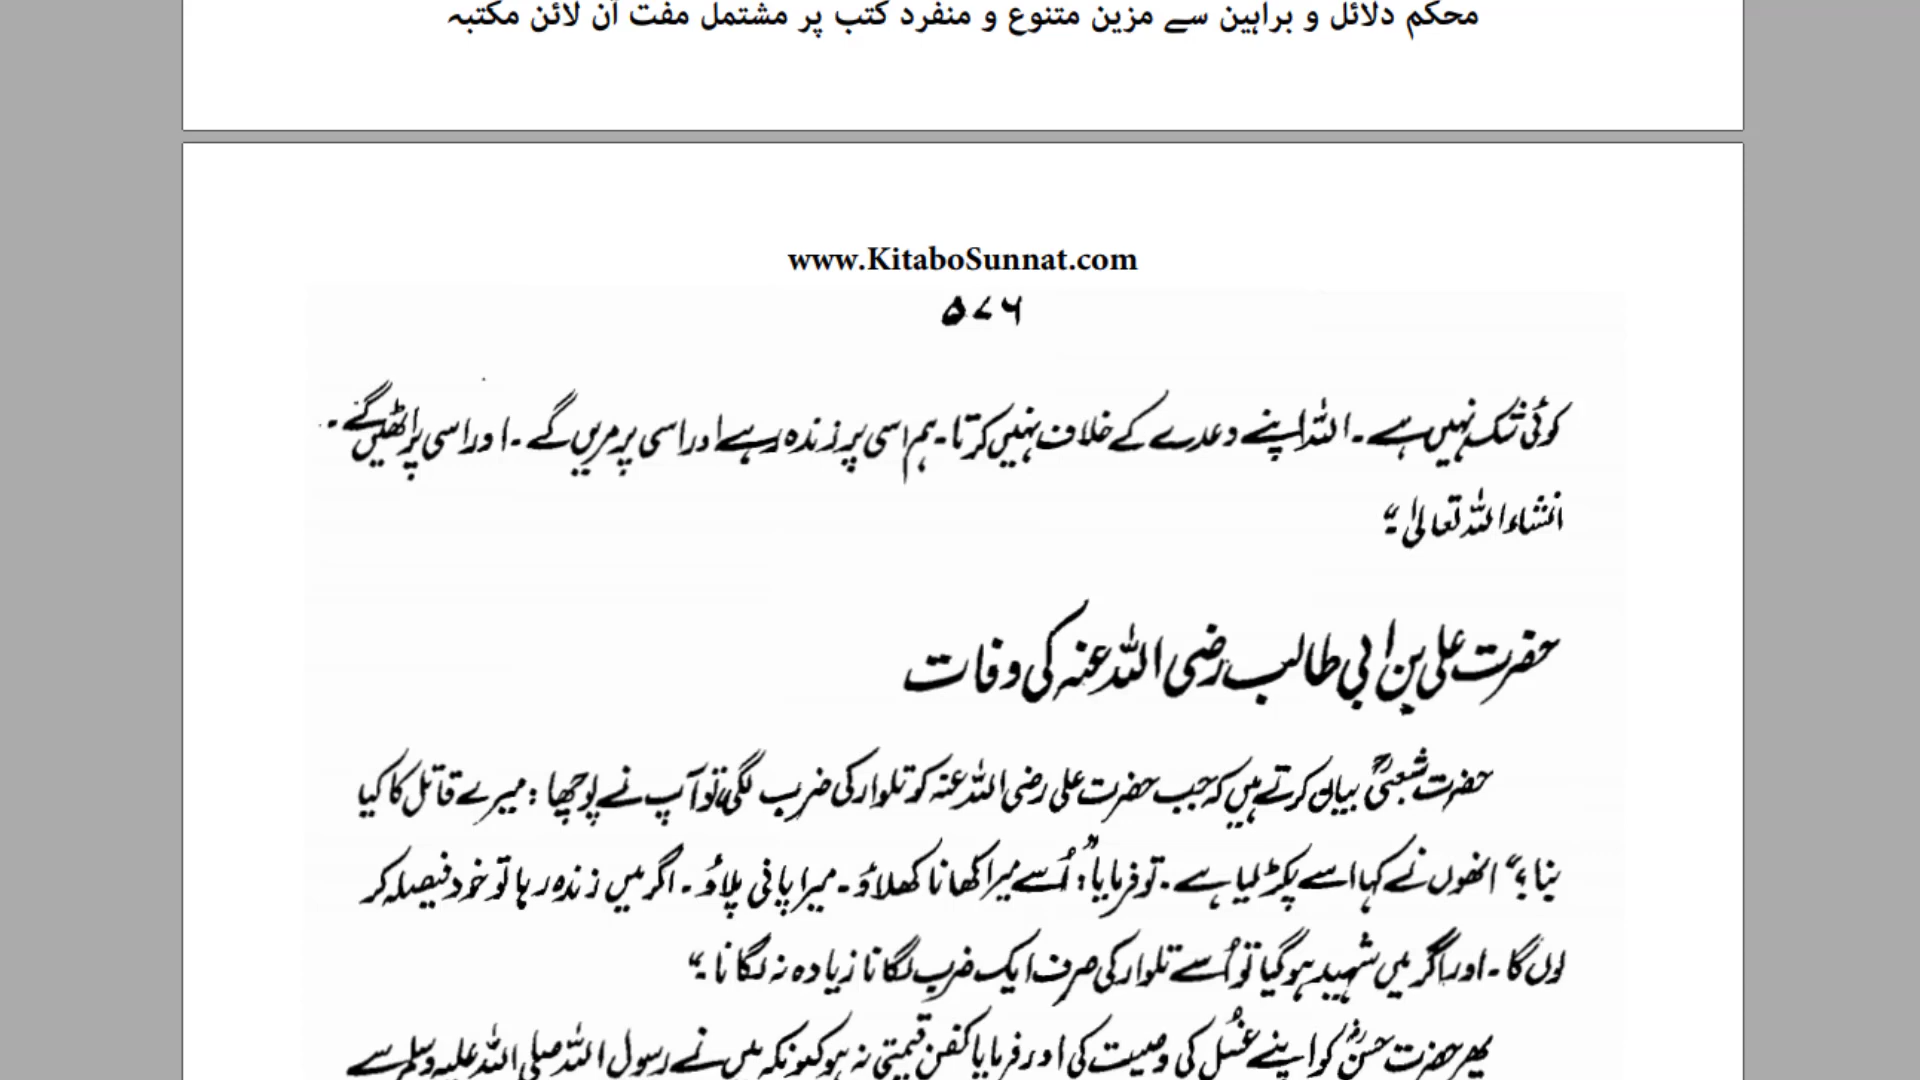 محکم دلائل و براہین سے مزین متنوع و منفرد کتب پر مشتمل مفت آن لائن مکتبہ
www.KitaboSunnat.com
۵۷۶
کوئی شک نہیں ہے۔ اللہ اپنے وعدے کے خلاف نہیں کرتا۔ ہم اسی پر زندہ رہے اور اسی پر مریں گے۔ اور اسی پر اٹھیں گے۔
انشاء اللہ تعالیٰ۔“
حضرت علی بن ابی طالب رضی اللہ عنہ کی وفات
حضرت شعبیؒ بیان کرتے ہیں کہ جب حضرت علی رضی اللہ عنہ کو تلوار کی ضرب لگی، تو آپ نے پوچھا: میرے قاتل کا کیا
بنا؟“ انھوں نے کہا اسے پکڑ لیا ہے۔ تو فرمایا: ”اُسے میرا کھانا کھلاؤ۔ میرا پانی پلاؤ۔ اگر میں زندہ رہا تو خود فیصلہ کر
لوں گا۔ اور اگر میں شہید ہو گیا تو اُسے تلوار کی صرف ایک ضرب لگانا زیادہ نہ لگانا۔“
پھر حضرت حسنؓ کو اپنے غسل کی وصیت کی اور فرمایا کفن قیمتی نہ ہو کیونکہ میں نے رسول اللہ صلی اللہ علیہ وسلم سے